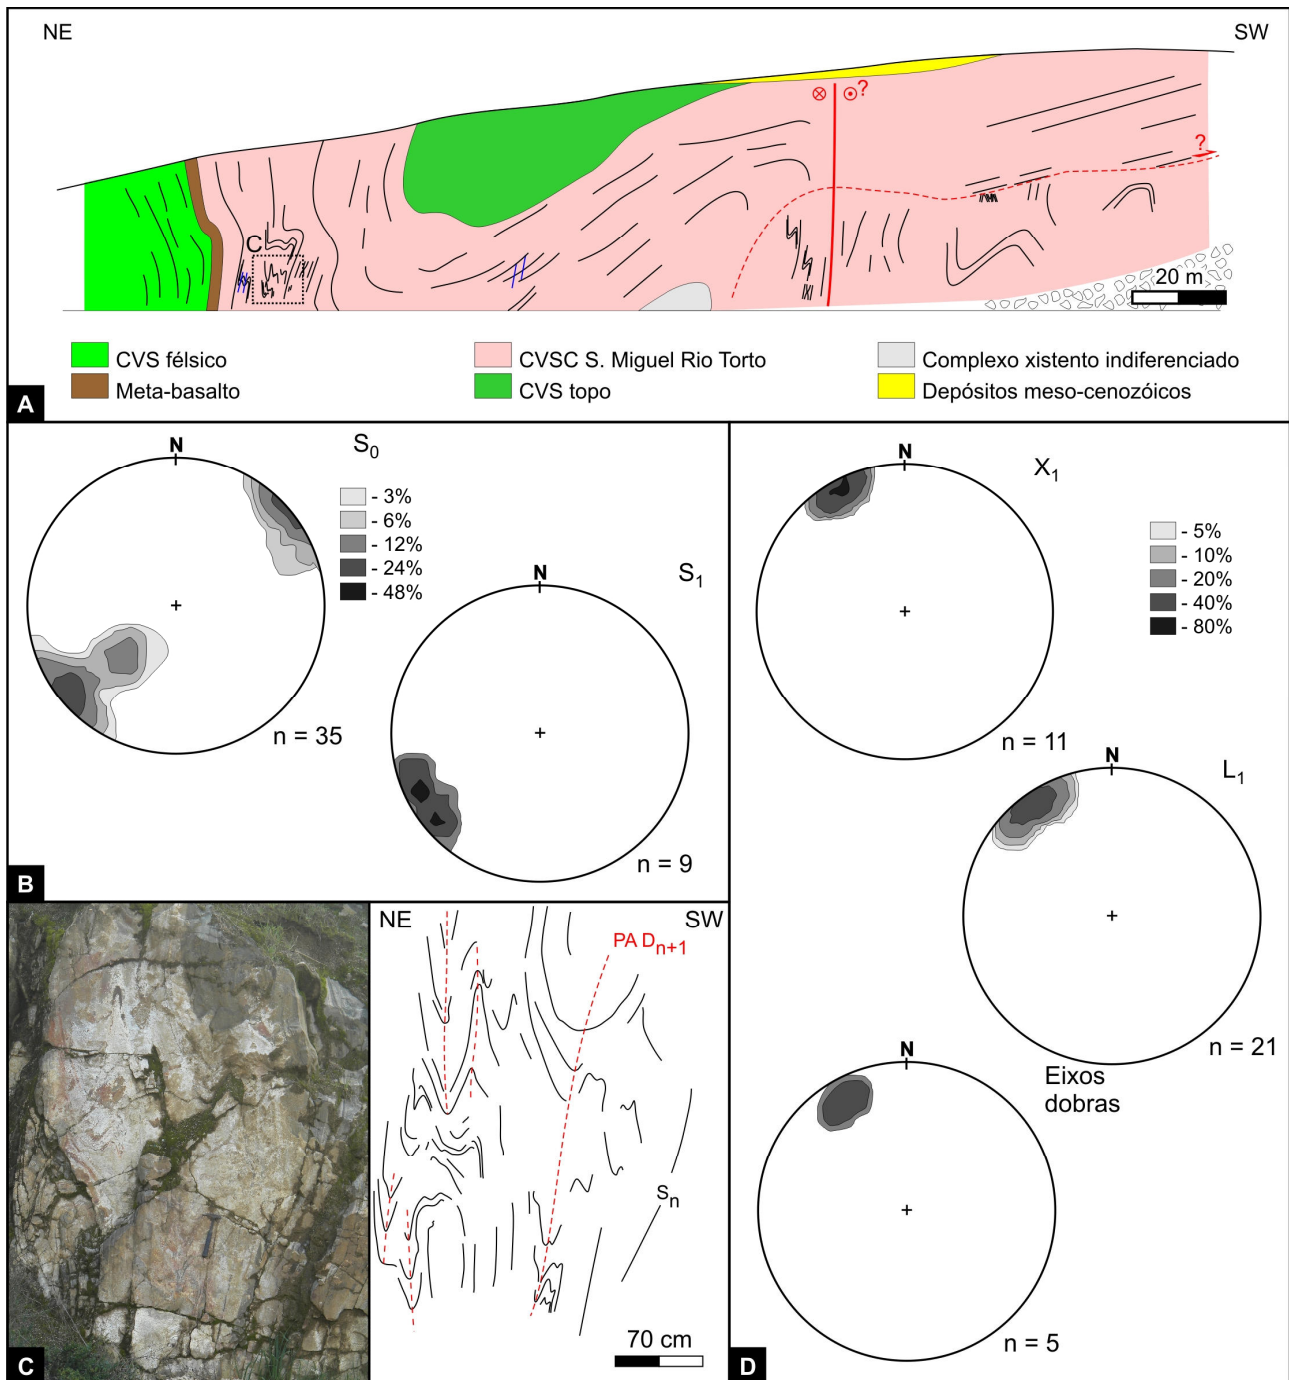 NE
SW
?
?
C
20 m
CVS félsico
CVSC S. Miguel Rio Torto
Complexo xistento indiferenciado
Meta-basalto
CVS topo
Depósitos meso-cenozóicos
A
N
S0
- 3%
- 6%
- 12%
- 24%
- 48%
n = 35
N
S1
n = 9
B
N
X1
- 5%
- 10%
- 20%
- 40%
- 80%
n = 11
N
L1
n = 21
N
Eixos
dobras
n = 5
D
NE
SW
PA Dn+1
Sn
70 cm
C